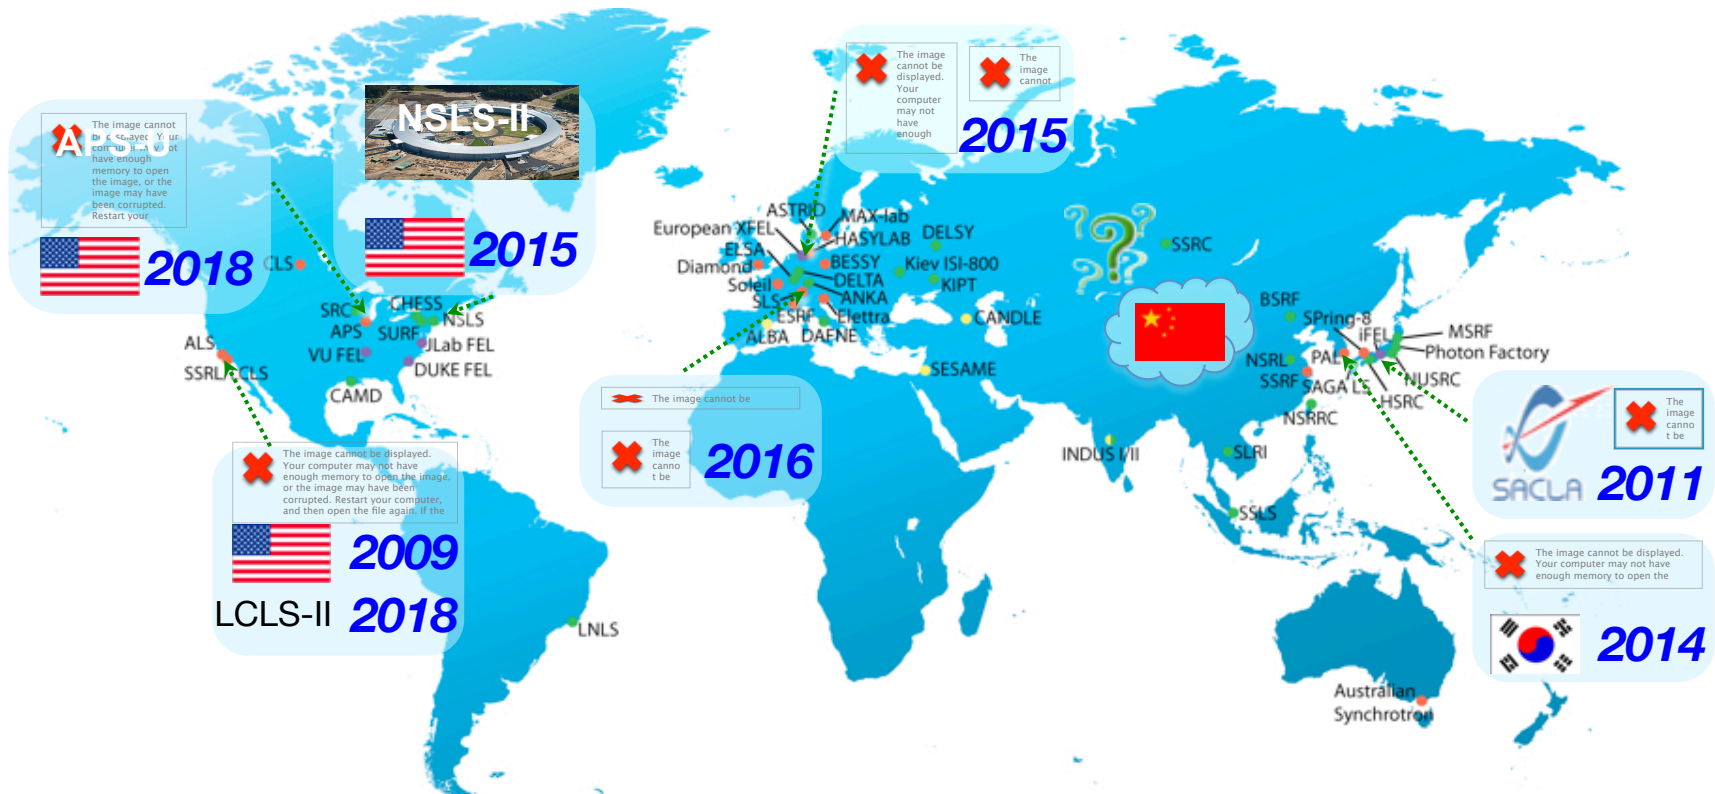 The image
cannot be
displayed.
Your
computer
may not
have
enough
The
image
cannot
2015
NSLS-II
2015
The image cannot
have enough
memory to open
the image, or the
image may have
been corrupted.
Restart your
2018
CLS
SRC
CHESS
APS
SURF
NSLS
ALS
VU FEL
JLab FEL
SSRL/LCLS
DUKE FEL
CAMD
ASTRID
MAX-lab
European XFEL
HASYLAB
DELSY
ELSA
Diamond
BESSY
Kiev ISI-800
Soleil
DELTA
KIPT
SLS
ANKA
ESRF
Elettra
CANDLE
ALBA
DAFNE
SESAME
???
SSRC
BSRF
SPring-8
iFEL
MSRF
NSRL
PAL
Photon Factory
SSRF
SAGA LS
NUSRC
HSRC
NSRRC
INDUS I/II
SLRI
SSLS
The image cannot be
The
image
canno
t be
2016
SACLA
The
image
canno
t be
2011
The image cannot be displayed.
Your computer may not have
enough memory to open the
2014
The image cannot be displayed.
Your computer may not have
enough memory to open the image,
or the image may have been
corrupted. Restart your computer,
and then open the file again. If the
2009
LCLS-II 2018
LNLS
Australian
Synchrotron